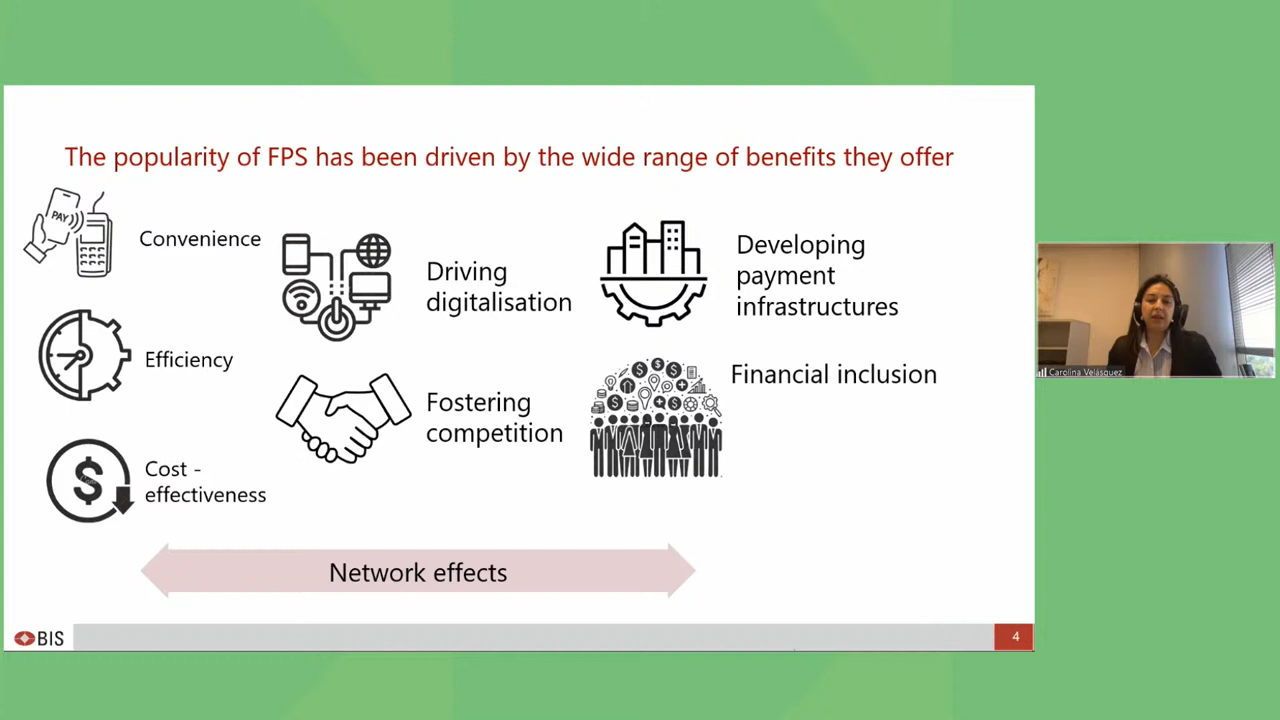 The popularity of FPS has been driven by the wide range of benefits they offer
PAY
Convenience
Efficiency
Cost -
effectiveness
Driving
digitalisation
Fostering
competition
Developing
payment
infrastructures
Financial inclusion
Network effects
BIS
4
Carolina Velásquez